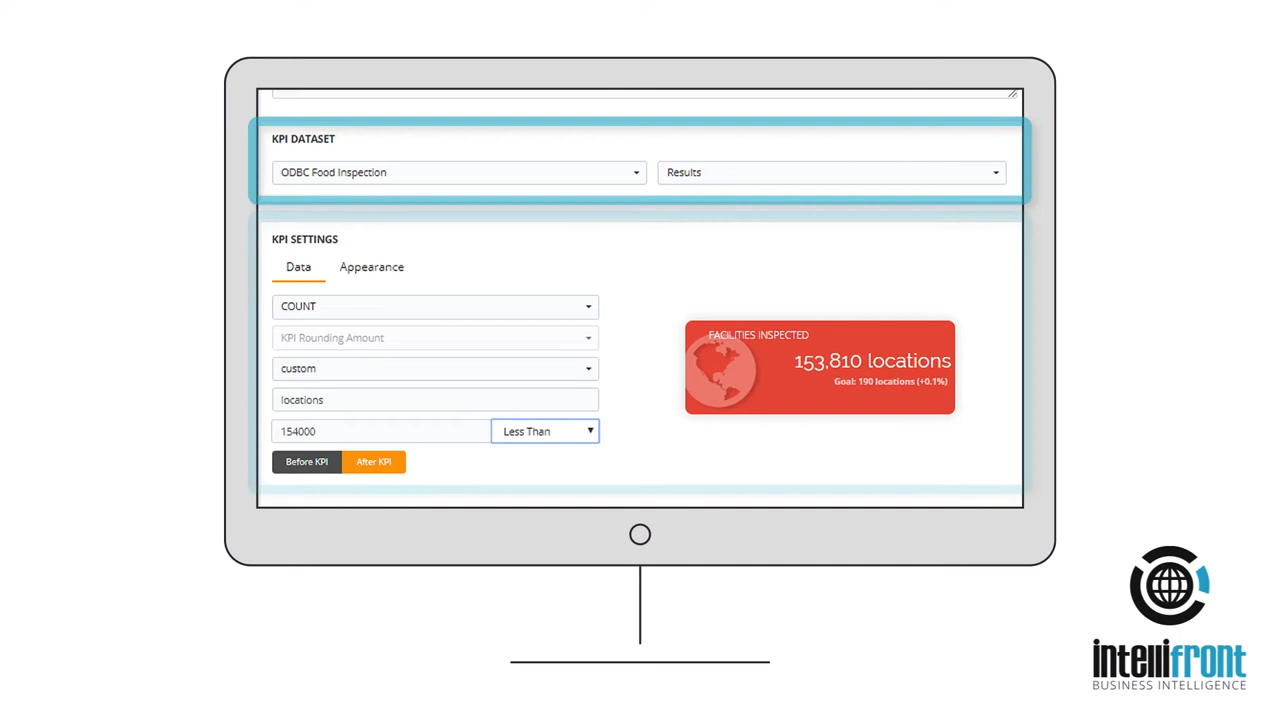 KPI DATASET
ODBC Food Inspection
Results
KPI SETTINGS
Data Appearance
COUNT
KPI Rounding Amount
custom
locations
154000 Less Than
Before KPI After KPI
FACILITIES INSPECTED
153,810 locations
Goal: 190 locations (+0.1%)
intellifront
BUSINESS INTELLIGENCE